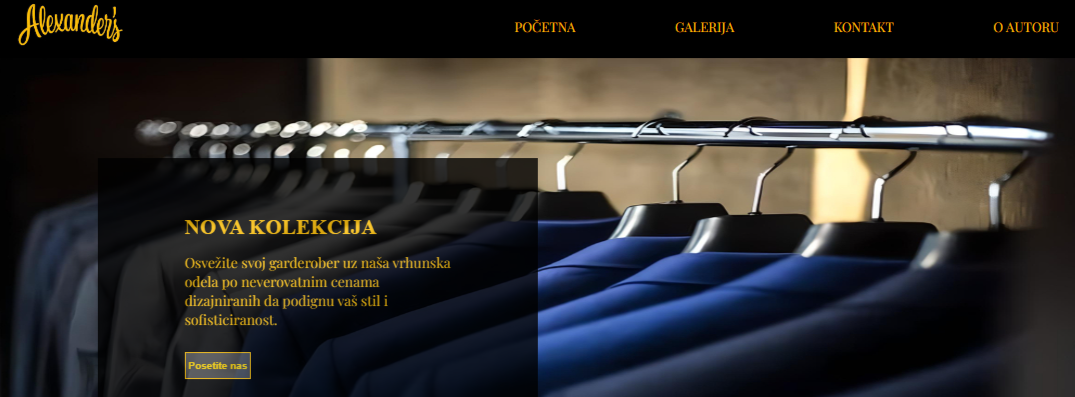 Alexander's
POČETNA GALERIJA KONTAKT O AUTORU
NOVA KOLEKCIJA
Osvežite svoj garderober uz naša vrhunska
odela po neverovatnim cenama
dizajniranih da podignu vaš stil i
sofisticiranost.
Posetite nas